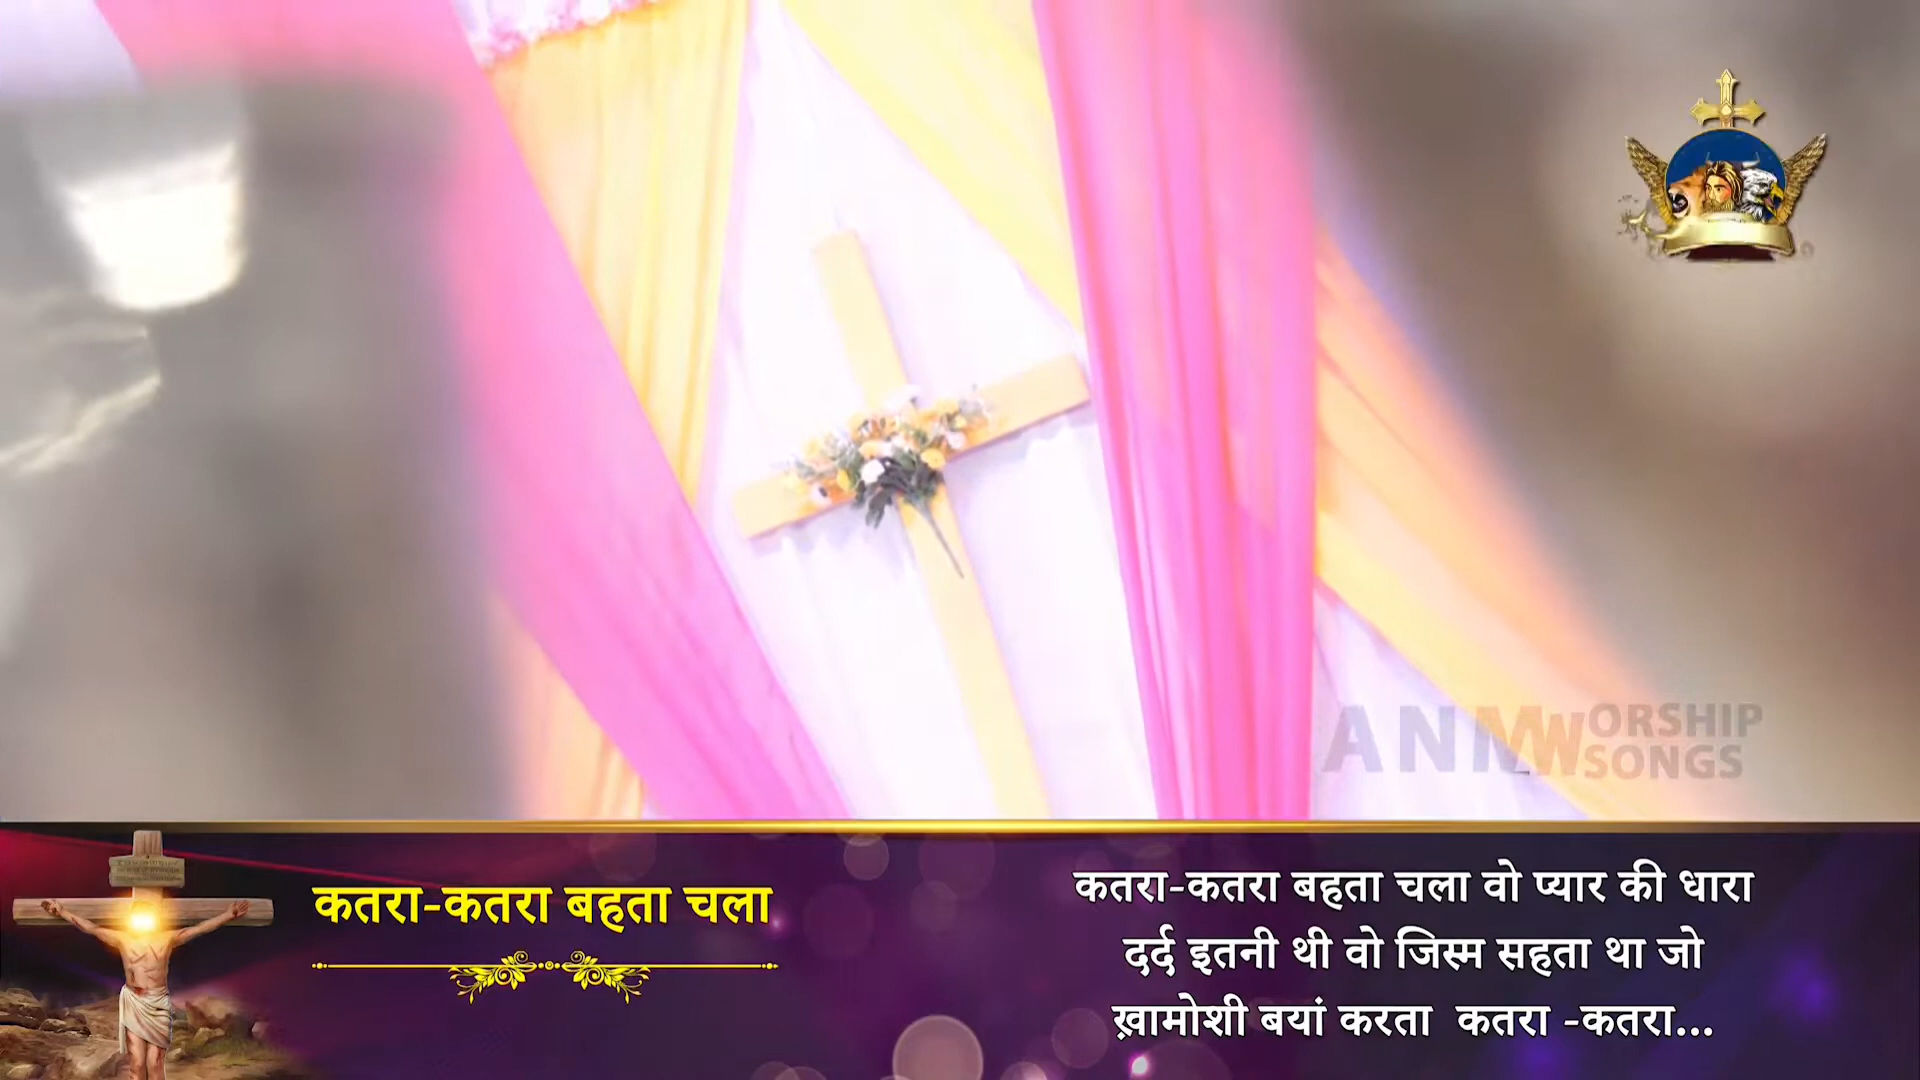 ANM WORSHIP SONGS
कतरा-कतरा बहता चला
कतरा-कतरा बहता चला वो प्यार की धारा
दर्द इतनी थी वो जिस्म सहता था जो
ख़ामोशी बयां करता  कतरा -कतरा...